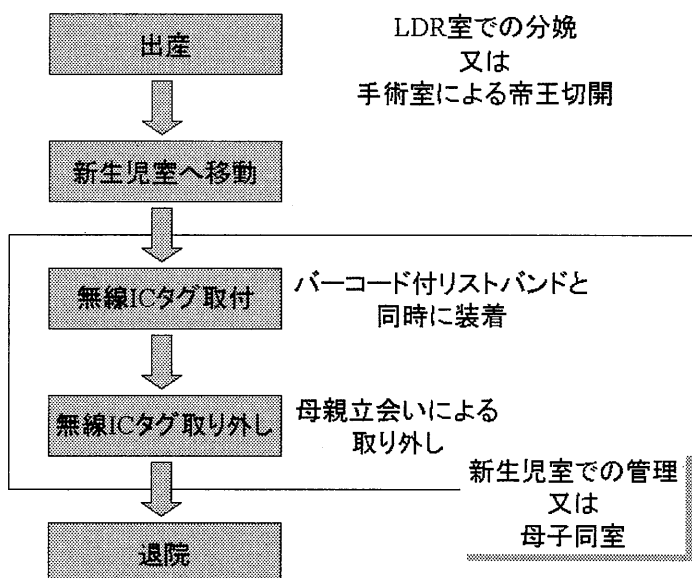 出産
LDR室での分娩
又は
手術室による帝王切開
新生児室へ移動
無線ICタグ取付
バーコード付リストバンドと
同時に装着
無線ICタグ取り外し
母親立会いによる
取り外し
新生児室での管理
又は
母子同室
退院